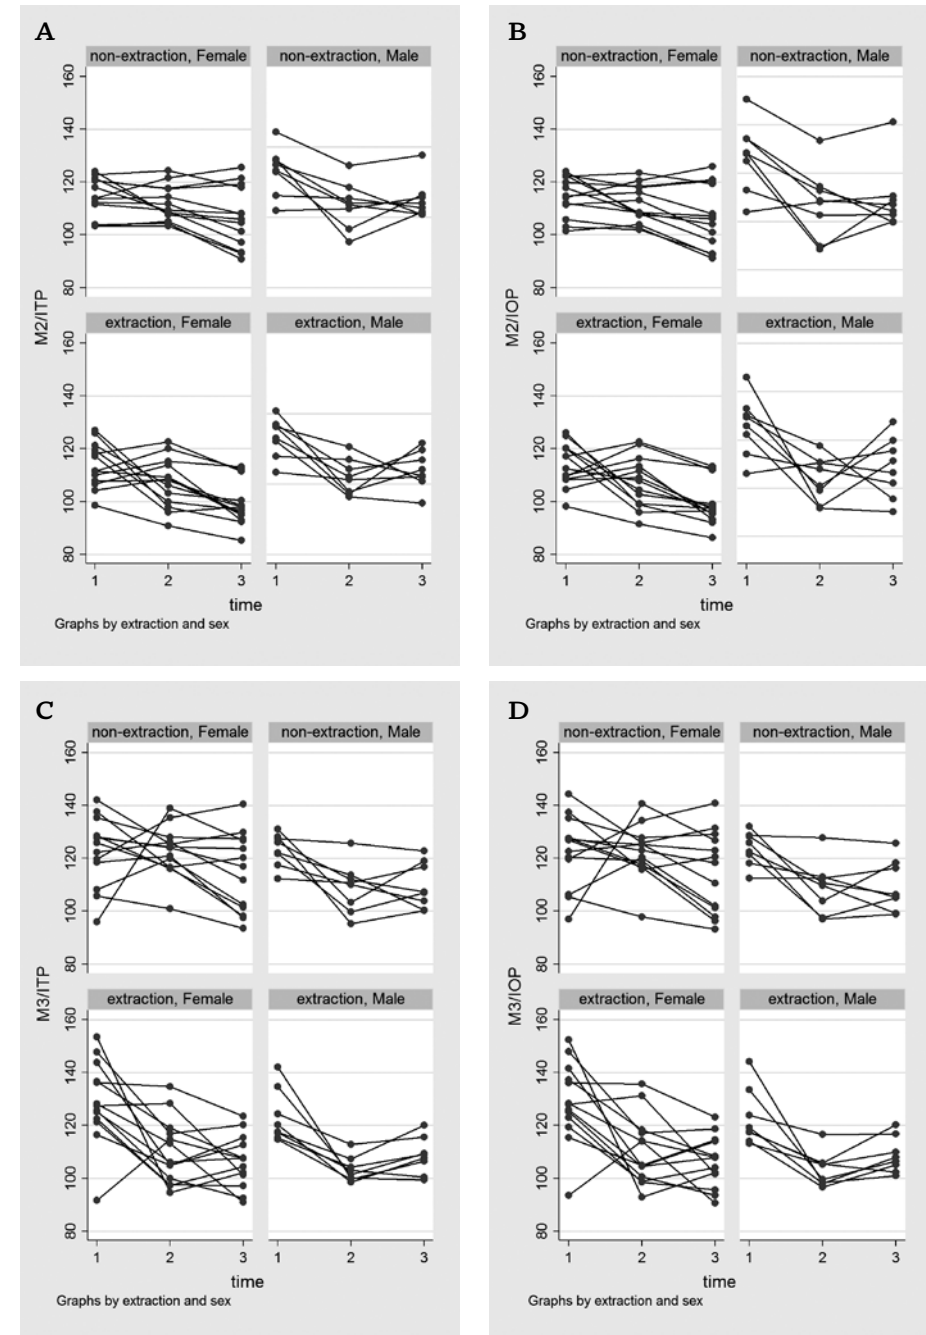 A
non-extraction, Female non-extraction, Male
160
140
120
100
80
extraction, Female extraction, Male
160
140
120
100
80
M2/ITP
1 2 3 1 2 3
time
Graphs by extraction and sex
B
non-extraction, Female non-extraction, Male
160
140
120
100
80
extraction, Female extraction, Male
160
140
120
100
80
M2/IOP
1 2 3 1 2 3
time
Graphs by extraction and sex
C
non-extraction, Female non-extraction, Male
160
140
120
100
80
extraction, Female extraction, Male
160
140
120
100
80
M3/ITP
1 2 3 1 2 3
time
Graphs by extraction and sex
D
non-extraction, Female non-extraction, Male
160
140
120
100
80
extraction, Female extraction, Male
160
140
120
100
80
M3/IOP
1 2 3 1 2 3
time
Graphs by extraction and sex